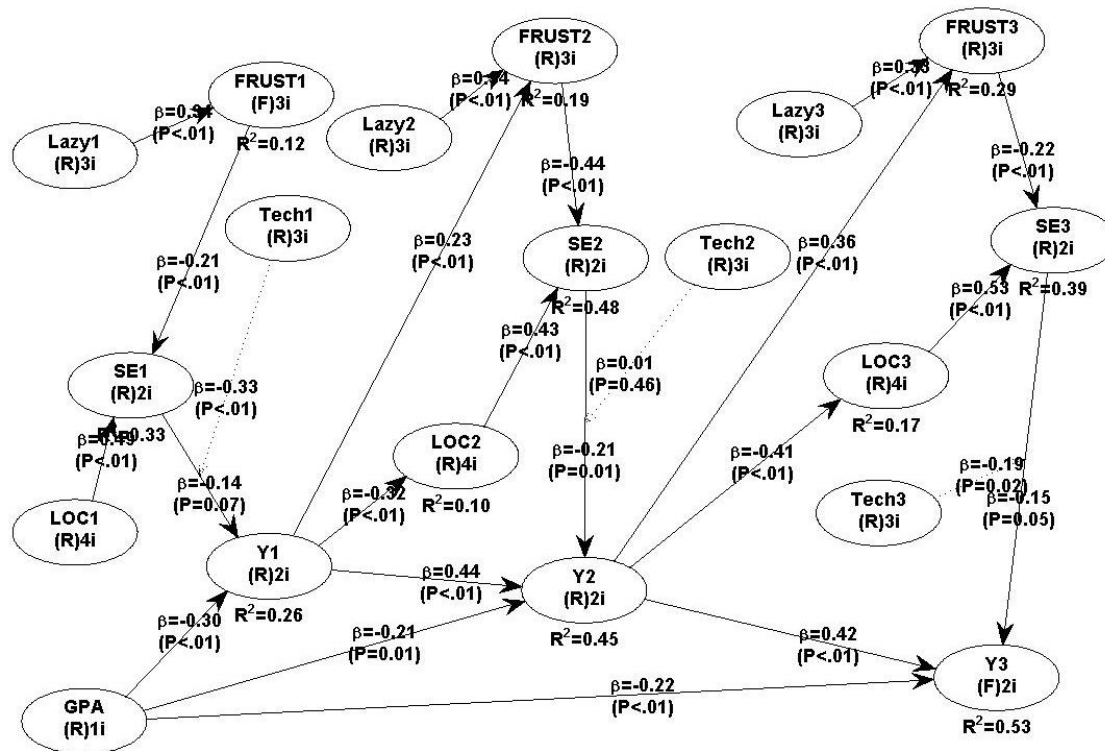 FRUST2
(R)3i
R²=0.19
FRUST3
(R)3i
R²=0.29
FRUST1
(F)3i
R²=0.12
(P<.01)
Lazy1
(R)3i
(P<.01)
Lazy2
(R)3i
(P<.01)
Lazy3
(R)3i
β=-0.44
(P<.01)
β=-0.22
(P<.01)
Tech1
(R)3i
β=0.23
(P<.01)
SE2
(R)2i
R²=0.48
Tech2
(R)3i
β=0.36
(P<.01)
SE3
(R)2i
R²=0.39
β=-0.21
(P<.01)
β=0.53
(P<.01)
β=0.43
(P<.01)
β=0.01
(P=0.46)
SE1
(R)2i
β=-0.33
(P<.01)
LOC3
(R)4i
R²=0.17
(P<.01)
LOC2
(R)4i
R²=0.10
β=-0.21
(P=0.01)
β=-0.41
(P<.01)
β=-0.14
(P=0.07)
β=-0.32
(P<.01)
β=-0.19
(P=0.02)
β=-0.15
(P=0.05)
Tech3
(R)3i
LOC1
(R)4i
Y1
(R)2i
R²=0.26
β=0.44
(P<.01)
Y2
(R)2i
R²=0.45
β=-0.30
(P<.01)
β=-0.21
(P=0.01)
β=0.42
(P<.01)
Y3
(F)2i
R²=0.53
β=-0.22
(P<.01)
GPA
(R)1i